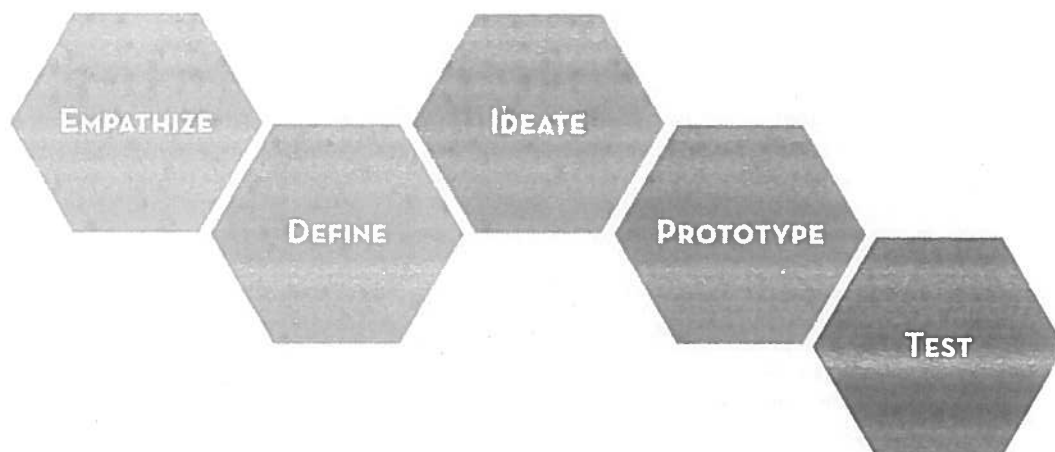 EMPATHIZE
DEFINE
IDEATE
PROTOTYPE
TEST